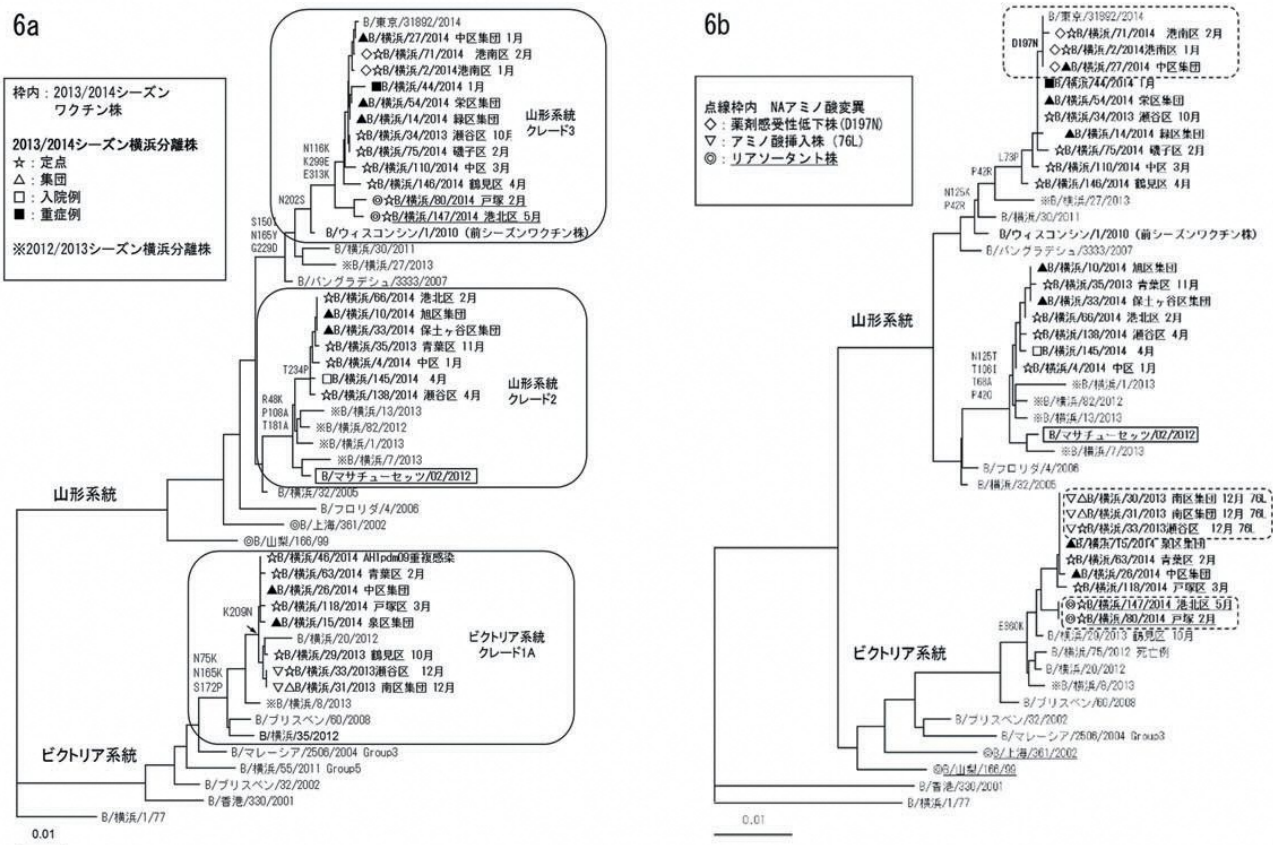 6a
枠内：2013/2014シーズン
ワクチン株
2013/2014シーズン横浜分離株
☆：定点
△：集団
□：入院例
■：重症例
※2012/2013シーズン横浜分離株
B/東京/31892/2014
▲B/横浜/27/2014 中区集団 1月
◇☆B/横浜/71/2014 港南区 2月
◇☆B/横浜/2/2014港南区 1月
■B/横浜/44/2014 1月
▲B/横浜/54/2014 栄区集団
▲B/横浜/14/2014 緑区集団
☆B/横浜/34/2013 瀬谷区 10月
☆B/横浜/75/2014 磯子区 2月
☆B/横浜/110/2014 中区 3月
☆B/横浜/146/2014 鶴見区 4月
◎☆B/横浜/80/2014 戸塚 2月
◎☆B/横浜/147/2014 港北区 5月
B/ウィスコンシン/1/2010 (前シーズンワクチン株)
B/横浜/30/2011
※B/横浜/27/2013
B/バングラデシュ/3333/2007
山形系統
クレード3
N116K
K299E
E313K
N202S
S150I
N165Y
G229D
☆B/横浜/66/2014 港北区 2月
▲B/横浜/10/2014 旭区集団
▲B/横浜/33/2014 保土ヶ谷区集団
☆B/横浜/35/2013 青葉区 11月
☆B/横浜/4/2014 中区 1月
□B/横浜/145/2014 4月
☆B/横浜/138/2014 瀬谷区 4月
※B/横浜/13/2013
※B/横浜/82/2012
※B/横浜/1/2013
※B/横浜/7/2013
B/マサチューセッツ/02/2012
B/横浜/32/2005
B/フロリダ/4/2006
◎B/上海/361/2002
◎B/山梨/166/99
山形系統
クレード2
T234P
R48K
P108A
T181A
山形系統
☆B/横浜/46/2014 AH1pdm09重複感染
☆B/横浜/63/2014 青葉区 2月
▲B/横浜/26/2014 中区集団
☆B/横浜/118/2014 戸塚区 3月
▲B/横浜/15/2014 泉区集団
B/横浜/20/2012
☆B/横浜/29/2013 鶴見区 10月
▽☆B/横浜/33/2013瀬谷区 12月
▽△B/横浜/31/2013 南区集団 12月
※B/横浜/8/2013
B/ブリスベン/60/2008
B/横浜/35/2012
B/マレーシア/2506/2004 Group3
B/横浜/55/2011 Group5
B/ブリスベン/32/2002
B/香港/330/2001
B/横浜/1/77
ビクトリア系統
クレード1A
K209N
N75K
N165K
S172P
ビクトリア系統
0.01
6b
点線枠内 NAアミノ酸変異
◇：薬剤感受性低下株(D197N)
▽：アミノ酸挿入株 (76L)
◎：リアソータント株
B/東京/31892/2014
◇☆B/横浜/71/2014 港南区 2月
◇☆B/横浜/2/2014港南区 1月
◇▲B/横浜/27/2014 中区集団
■B/横浜/44/2014 1月
▲B/横浜/54/2014 栄区集団
☆B/横浜/34/2013 瀬谷区 10月
▲B/横浜/14/2014 緑区集団
☆B/横浜/75/2014 磯子区 2月
☆B/横浜/110/2014 中区 3月
☆B/横浜/146/2014 鶴見区 4月
※B/横浜/27/2013
B/横浜/30/2011
B/ウィスコンシン/1/2010 (前シーズンワクチン株)
B/バングラデシュ/3333/2007
D197N
L73P
P42R
N125K
P42R
▲B/横浜/10/2014 旭区集団
☆B/横浜/35/2013 青葉区 11月
▲B/横浜/33/2014 保土ヶ谷区集団
☆B/横浜/66/2014 港北区 2月
☆B/横浜/138/2014 瀬谷区 4月
□B/横浜/145/2014 4月
☆B/横浜/4/2014 中区 1月
※B/横浜/1/2013
※B/横浜/82/2012
※B/横浜/13/2013
B/マサチューセッツ/02/2012
※B/横浜/7/2013
B/フロリダ/4/2006
B/横浜/32/2005
山形系統
N125T
T106I
T68A
P42Q
▽△B/横浜/30/2013 南区集団 12月 76L
▽△B/横浜/31/2013 南区集団 12月 76L
▽☆B/横浜/33/2013瀬谷区 12月 76L
▲B/横浜/15/2014 泉区集団
☆B/横浜/63/2014 青葉区 2月
▲B/横浜/26/2014 中区集団
☆B/横浜/118/2014 戸塚区 3月
◎☆B/横浜/147/2014 港北区 5月
◎☆B/横浜/80/2014 戸塚 2月
B/横浜/29/2013 鶴見区 10月
B/横浜/75/2012 死亡例
B/横浜/20/2012
※B/横浜/8/2013
B/ブリスベン/60/2008
B/ブリスベン/32/2002
B/マレーシア/2506/2004 Group3
◎B/上海/361/2002
◎B/山梨/166/99
B/香港/330/2001
B/横浜/1/77
ビクトリア系統
0.01